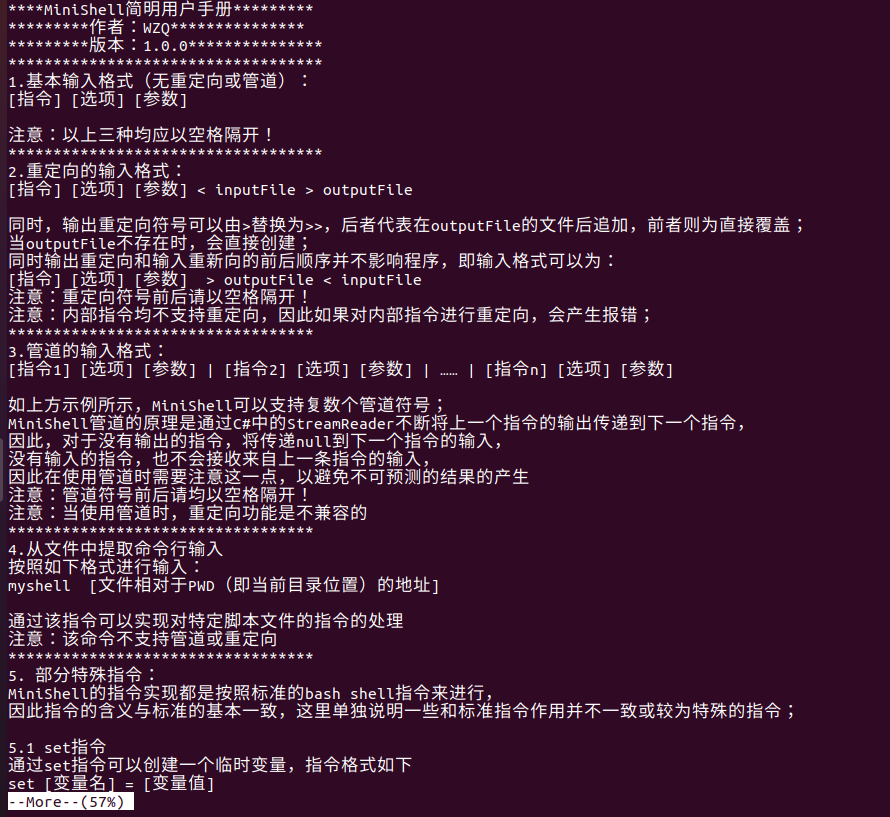 ****MiniShell简明用户手册*********
*********作者：WZQ***************
*********版本：1.0.0***************
***********************************
1.基本输入格式（无重定向或管道）：
[指令] [选项] [参数]
注意：以上三种均应以空格隔开！
***********************************
2.重定向的输入格式：
[指令] [选项] [参数] < inputFile > outputFile
同时，输出重定向符号可以由>替换为>>，后者代表在outputFile的文件后追加，前者则为直接覆盖；
当outputFile不存在时，会直接创建；
同时输出重定向和输入重新向的前后顺序并不影响程序，即输入格式可以为：
[指令] [选项] [参数]  > outputFile < inputFile
注意：重定向符号前后请以空格隔开！
注意：内部指令均不支持重定向，因此如果对内部指令进行重定向，会产生报错；
**********************************
3.管道的输入格式：
[指令1] [选项] [参数] | [指令2] [选项] [参数] | …… | [指令n] [选项] [参数]
如上方示例所示，MiniShell可以支持复数个管道符号；
MiniShell管道的原理是通过C#中的StreamReader不断将上一个指令的输出传递到下一个指令，
因此，对于没有输出的指令，将传递null到下一个指令的输入，
没有输入的指令，也不会接收来自上一条指令的输入，
因此在使用管道时需要注意这一点，以避免不可预测的结果的产生
注意：管道符号前后请均以空格隔开！
注意：当使用管道时，重定向功能是不兼容的
**********************************
4.从文件中提取命令行输入
按照如下格式进行输入：
myshell  [文件相对于PWD（即当前目录位置）的地址]
通过该指令可以实现对特定脚本文件的指令的处理
注意：该命令不支持管道或重定向
**********************************
5. 部分特殊指令：
MiniShell的指令实现都是按照标准的bash shell指令来进行，
因此指令的含义与标准的基本一致，这里单独说明一些和标准指令作用并不一致或较为特殊的指令；
5.1 set指令
通过set指令可以创建一个临时变量，指令格式如下
set [变量名] = [变量值]
--More--(57%)